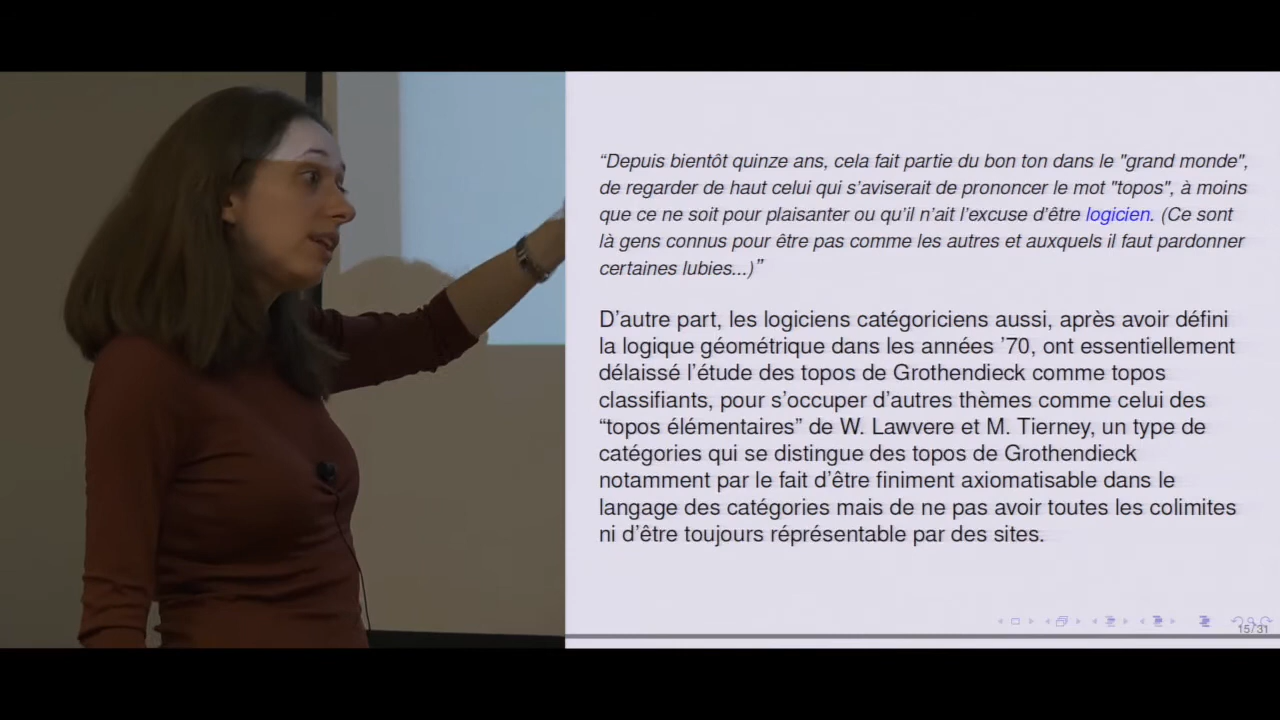 “Depuis bientôt quinze ans, cela fait partie du bon ton dans le "grand monde",
de regarder de haut celui qui s’aviserait de prononcer le mot "topos", à moins
que ce ne soit pour plaisanter ou qu’il n’ait l’excuse d’être logicien. (Ce sont
là gens connus pour être pas comme les autres et auxquels il faut pardonner
certaines lubies...)”
D’autre part, les logiciens catégoriciens aussi, après avoir défini
la logique géométrique dans les années ’70, ont essentiellement
délaissé l’étude des topos de Grothendieck comme topos
classifiants, pour s’occuper d’autres thèmes comme celui des
“topos élémentaires” de W. Lawvere et M. Tierney, un type de
catégories qui se distingue des topos de Grothendieck
notamment par le fait d’être finiment axiomatisable dans le
langage des catégories mais de ne pas avoir toutes les colimites
ni d’être toujours réprésentable par des sites.
15/31